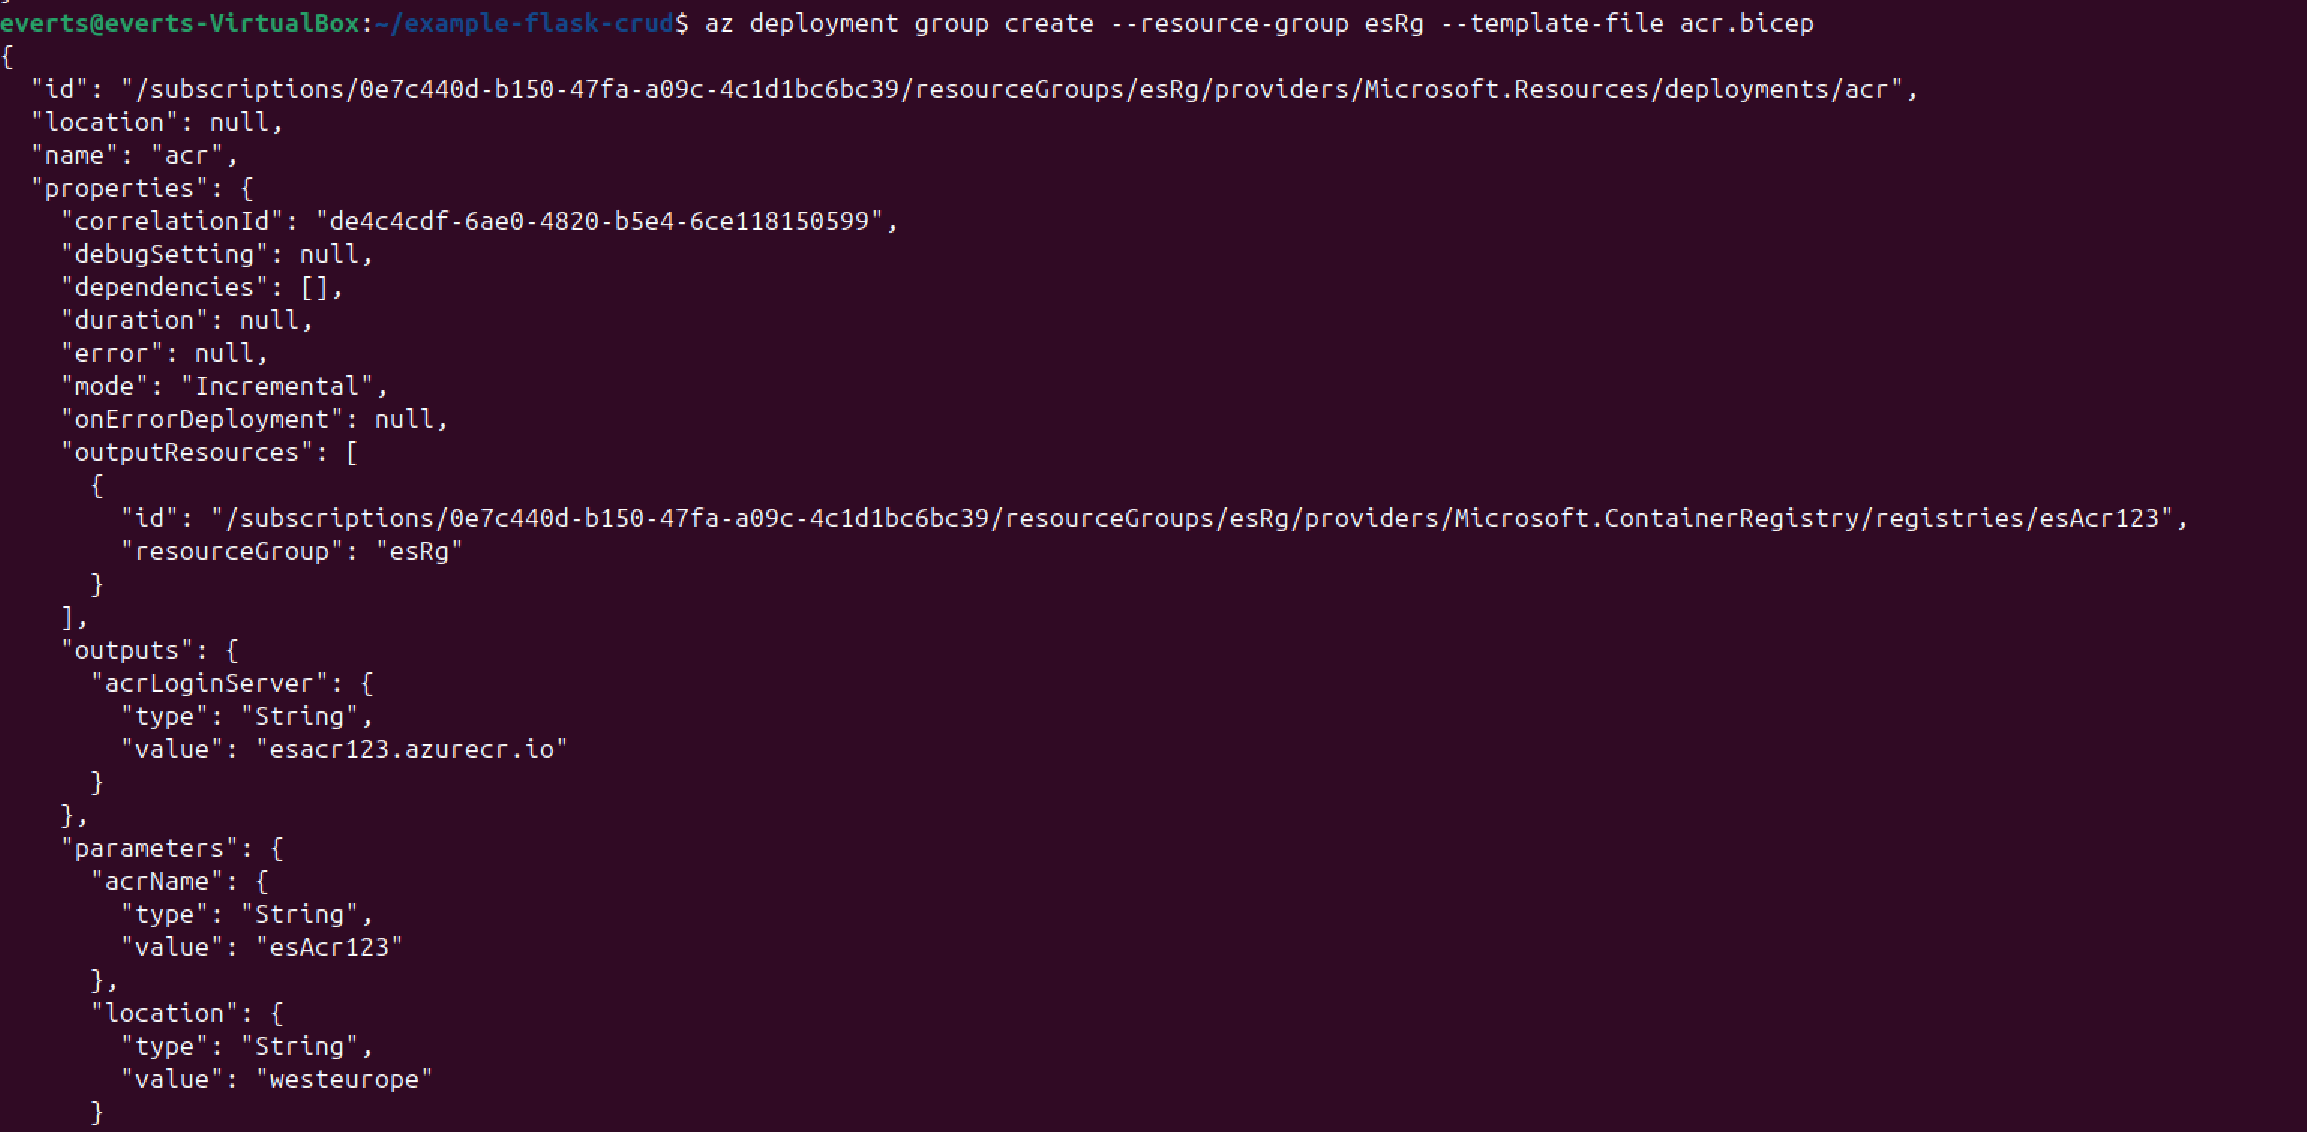 everts@everts-VirtualBox:~/example-flask-crud$ az deployment group create --resource-group esRg --template-file acr.bicep
{
"id": "/subscriptions/0e7c440d-b150-47fa-a09c-4c1d1bc6bc39/resourceGroups/esRg/providers/Microsoft.Resources/deployments/acr",
"location": null,
"name": "acr",
"properties": {
"correlationId": "de4c4cdf-6ae0-4820-b5e4-6ce118150599",
"debugSetting": null,
"dependencies": [],
"duration": null,
"error": null,
"mode": "Incremental",
"onErrorDeployment": null,
"outputResources": [
{
"id": "/subscriptions/0e7c440d-b150-47fa-a09c-4c1d1bc6bc39/resourceGroups/esRg/providers/Microsoft.ContainerRegistry/registries/esAcr123",
"resourceGroup": "esRg"
}
],
"outputs": {
"acrLoginServer": {
"type": "String",
"value": "esacr123.azurecr.io"
}
},
"parameters": {
"acrName": {
"type": "String",
"value": "esAcr123"
},
"location": {
"type": "String",
"value": "westeurope"
}